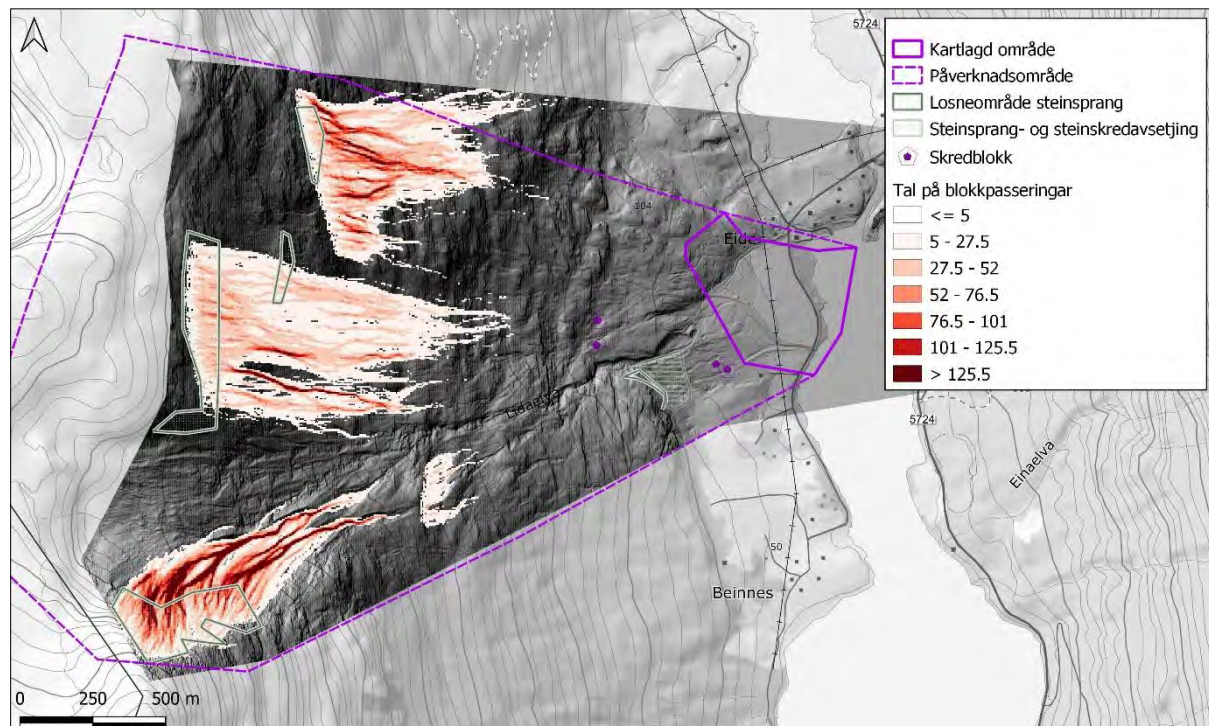 5724
Kartlagd område
Påverknadsområde
Losneområde steinsprang
Steinsprang- og steinskredavsetjing
Skredblokk
Tal på blokkpasseringar
<= 5
5 - 27.5
27.5 - 52
52 - 76.5
76.5 - 101
101 - 125.5
> 125.5
184
Eide
5724
Einaelva
50
Beinnes
0 250 500 m